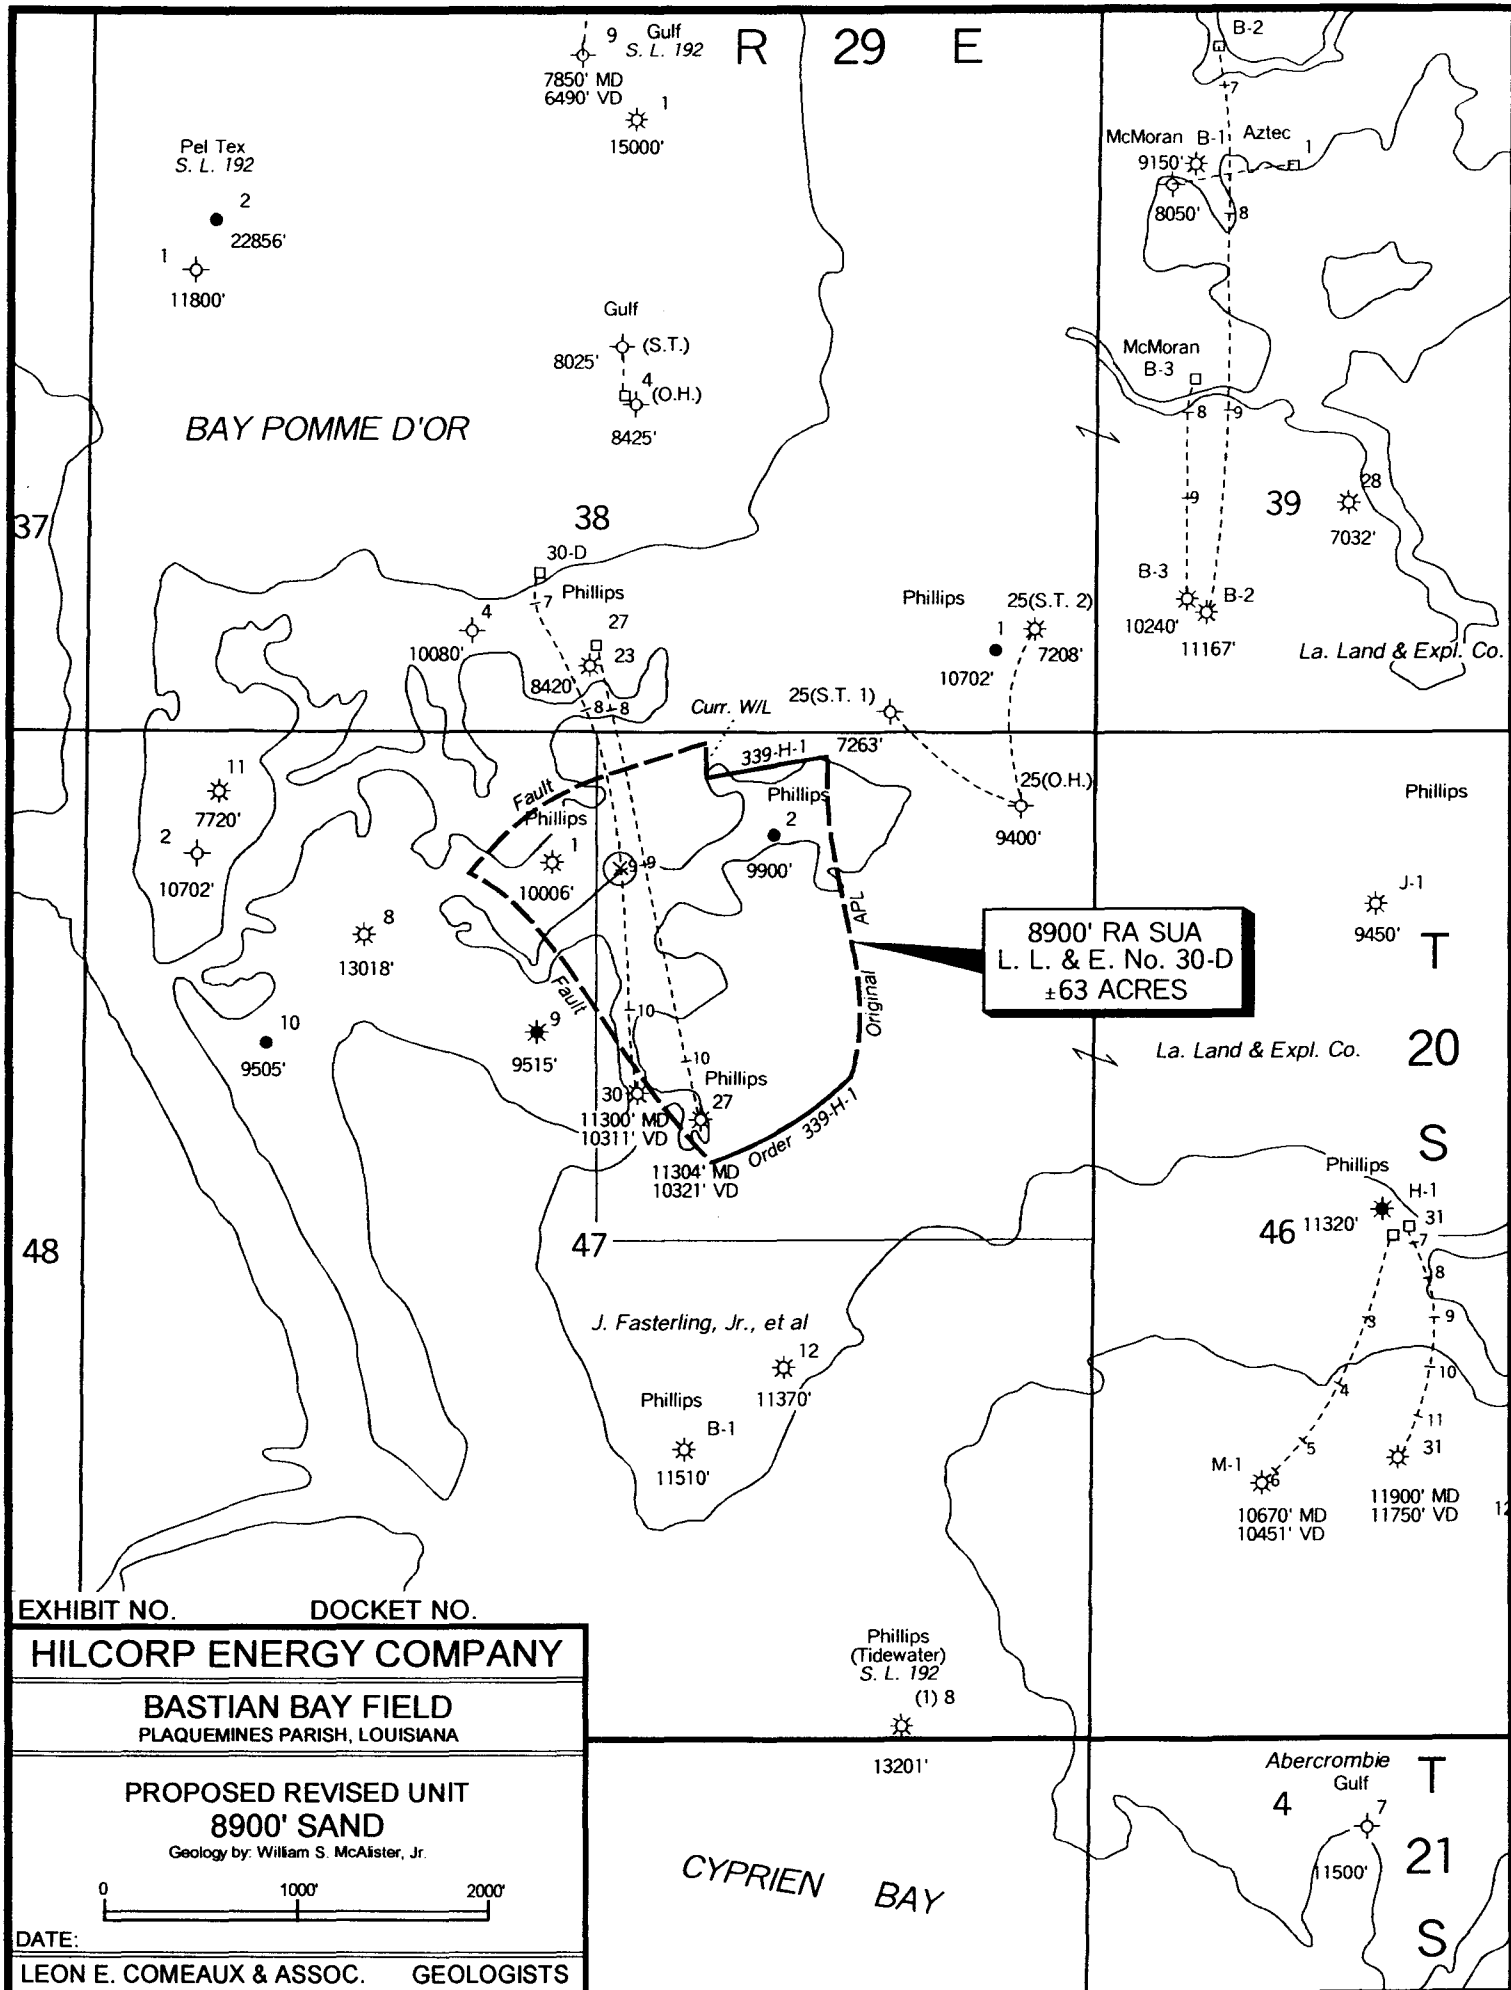 R 29 E
9 Gulf
S. L. 192
7850' MD
6490' VD
1
15000'
Pel Tex
S. L. 192
2
22856'
1
11800'
B-2
7
McMoran B-1 Aztec
9150' 1
8050'
8
Gulf
(S.T.)
8025'
4
(O.H.)
8425'
McMoran
B-3
8
9
9
BAY POMME D'OR
37
38
39
28
7032'
30-D
7
Phillips
4
10080'
27
23
8420'
8
8
Phillips
1
10702'
25(S.T. 2)
7208'
B-3
10240'
B-2
11167'
La. Land & Expl. Co.
Curr. W/L
25(S.T. 1)
7263'
339-H-1
11
7720'
2
10702'
Fault
Phillips
1
10006'
9
9
Phillips
2
9900'
25(O.H.)
9400'
Phillips
J-1
9450'
8
13018'
APL
8900' RA SUA
L. L. & E. No. 30-D
±63 ACRES
T
20
S
Fault
Original
10
9505'
9
9515'
10
10
La. Land & Expl. Co.
30
11300' MD
10311' VD
Phillips
27
11304' MD
10321' VD
Order 339-H-1
48
47
46
Phillips
H-1
11320'
31
7
8
9
10
11
31
11900' MD
11750' VD
3
4
5
6
M-1
10670' MD
10451' VD
12
J. Fasterling, Jr., et al
12
11370'
Phillips
B-1
11510'
Phillips
(Tidewater)
S. L. 192
(1) 8
13201'
Abercrombie
Gulf
4
7
11500'
T
21
S
CYPRIEN BAY
EXHIBIT NO. DOCKET NO.
HILCORP ENERGY COMPANY
BASTIAN BAY FIELD
PLAQUEMINES PARISH, LOUISIANA
PROPOSED REVISED UNIT
8900' SAND
Geology by: William S. McAlister, Jr.
0 1000' 2000'
DATE:
LEON E. COMEAUX & ASSOC. GEOLOGISTS